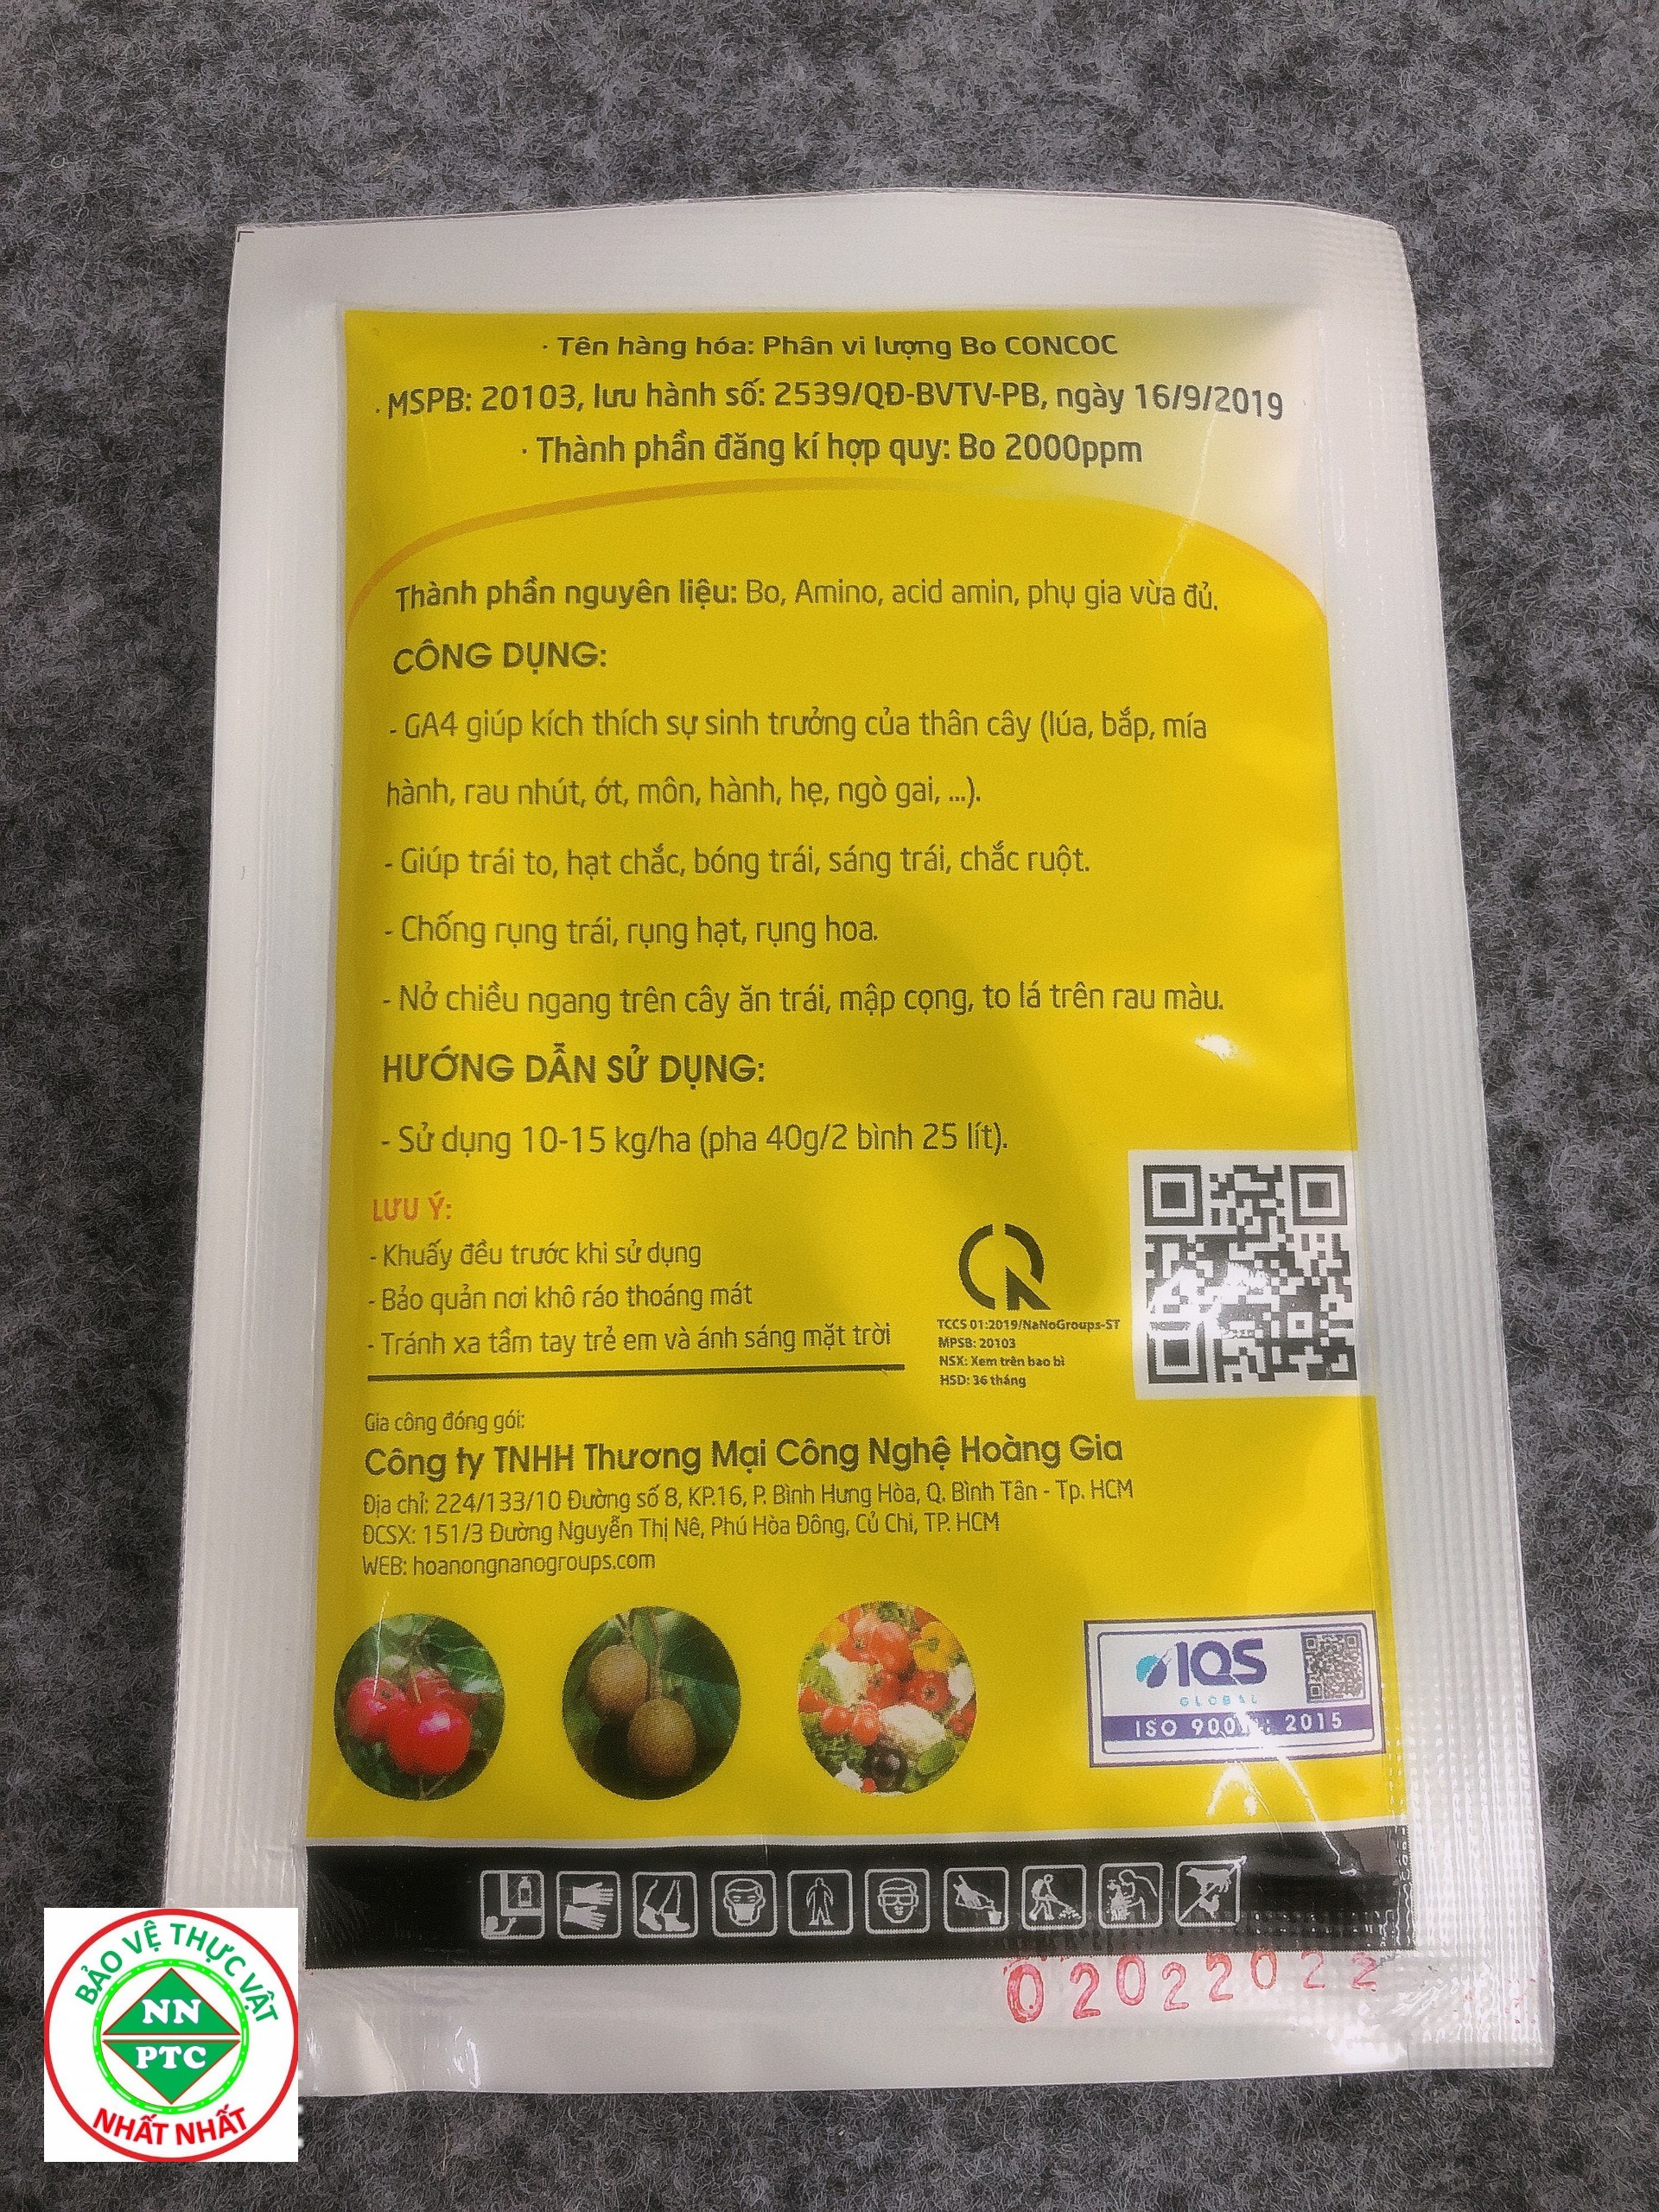 · Tên hàng hóa: Phân vi lượng Bo CONCOC
· MSPB: 20103, lưu hành số: 2539/QĐ-BVTV-PB, ngày 16/9/2019
· Thành phần đăng kí hợp quy: Bo 2000ppm
Thành phần nguyên liệu: Bo, Amino, acid amin, phụ gia vừa đủ.
CÔNG DỤNG:
- GA4 giúp kích thích sự sinh trưởng của thân cây (lúa, bắp, mía
hành, rau nhút, ớt, môn, hành, hẹ, ngò gai, ...).
- Giúp trái to, hạt chắc, bóng trái, sáng trái, chắc ruột.
- Chống rụng trái, rụng hạt, rụng hoa.
- Nở chiều ngang trên cây ăn trái, mập cọng, to lá trên rau màu.
HƯỚNG DẪN SỬ DỤNG:
- Sử dụng 10-15 kg/ha (pha 40g/2 bình 25 lít).
LƯU Ý:
- Khuấy đều trước khi sử dụng
- Bảo quản nơi khô ráo thoáng mát
- Tránh xa tầm tay trẻ em và ánh sáng mặt trời
TCCS 01:2019/NaNoGroups-ST
MPSB: 20103
NSX: Xem trên bao bì
HSD: 36 tháng
Gia công đóng gói:
Công ty TNHH Thương Mại Công Nghệ Hoàng Gia
Địa chỉ: 224/133/10 Đường số 8, KP.16, P. Bình Hưng Hòa, Q. Bình Tân - Tp. HCM
ĐCSX: 151/3 Đường Nguyễn Thị Nê, Phú Hòa Đông, Củ Chi, TP. HCM
WEB: hoanongnanogroups.com
IQS
GLOBAL
ISO 9001 : 2015
02022022
BẢO VỆ THỰC VẬT
NN
PTC
NHẤT NHẤT